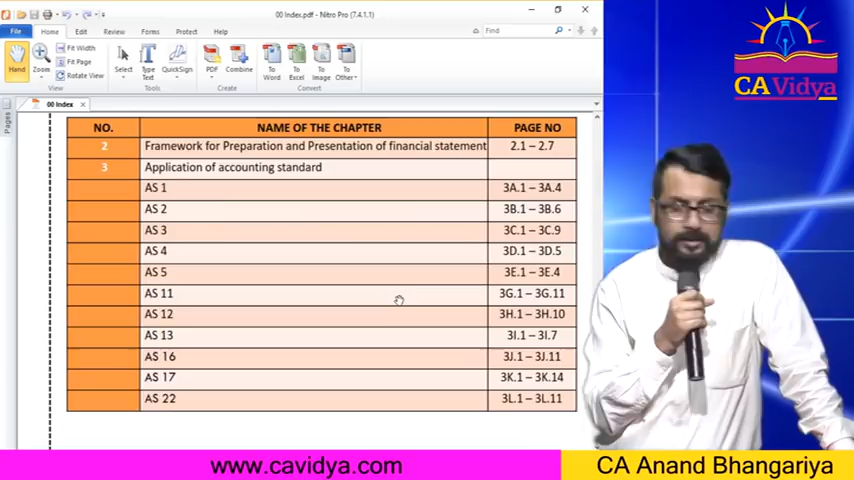 00 Index.pdf - Nitro Pro (7.4.1.1)
File Home Review Forms Protect Help Find
Hand
Zoom
Fit Width
Fit Page
Rotate View
View
Select
Type Text
QuickSign
Tools
PDF
Combine
Create
To Word
To Excel
To Image
To Other
Convert
00 Index
Pages
NO. NAME OF THE CHAPTER PAGE NO
2 Framework for Preparation and Presentation of financial statement 2.1 – 2.7
3 Application of accounting standard
AS 1 3A.1 – 3A.4
AS 2 3B.1 – 3B.6
AS 3 3C.1 – 3C.9
AS 4 3D.1 – 3D.5
AS 5 3E.1 – 3E.4
AS 11 3G.1 – 3G.11
AS 12 3H.1 – 3H.10
AS 13 3I.1 – 3I.7
AS 16 3J.1 – 3J.11
AS 17 3K.1 – 3K.14
AS 22 3L.1 – 3L.11
CA Vidya
www.cavidya.com
CA Anand Bhangariya